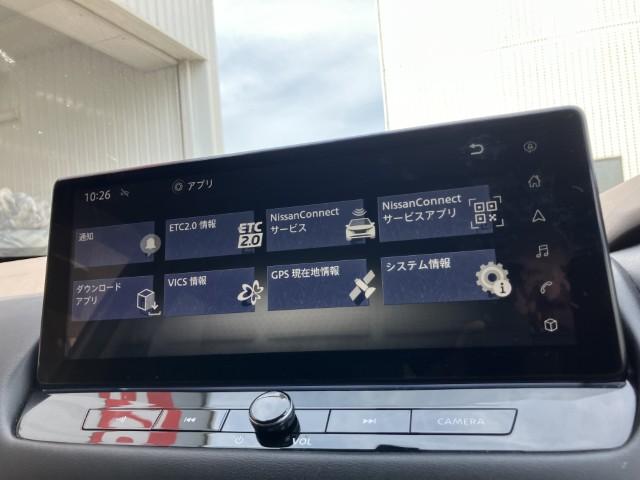 10:26
アプリ
通知
ETC2.0 情報
ETC
2.0
NissanConnect
サービス
NissanConnect
サービスアプリ
ダウンロード
アプリ
VICS 情報
GPS 現在地情報
システム情報
VOL
CAMERA